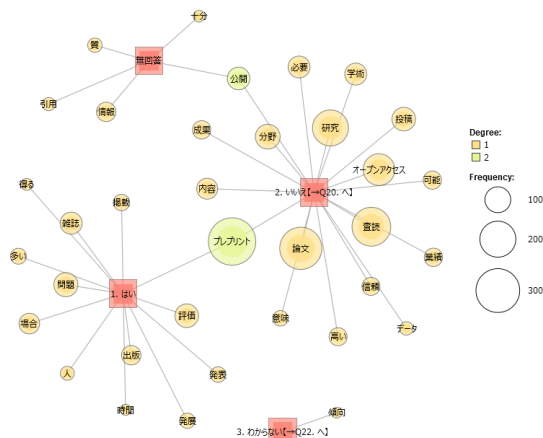 十分
質
無回答
公開
必要
学術
引用
情報
成果
分野
研究
投稿
オープンアクセス
可能
内容
2. いいえ【→Q20. へ】
得る
掲載
雑誌
プレプリント
論文
査読
業績
多い
問題
1. はい
信頼
場合
評価
意味
高い
データ
出版
人
発表
時間
発展
傾向
3. わからない【→Q22. へ】
Degree:
1
2
Frequency:
100
200
300